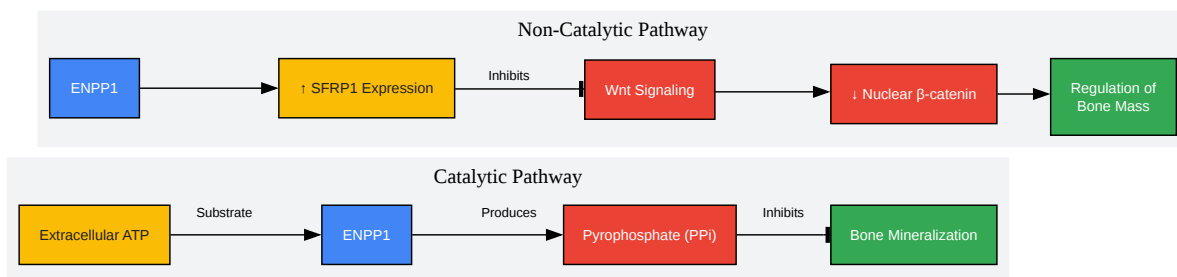 Non-Catalytic Pathway
ENPP1
↑ SFRP1 Expression
Inhibits
Wnt Signaling
↓ Nuclear β-catenin
Regulation of
Bone Mass
Catalytic Pathway
Extracellular ATP
Substrate
ENPP1
Produces
Pyrophosphate (PPi)
Inhibits
Bone Mineralization